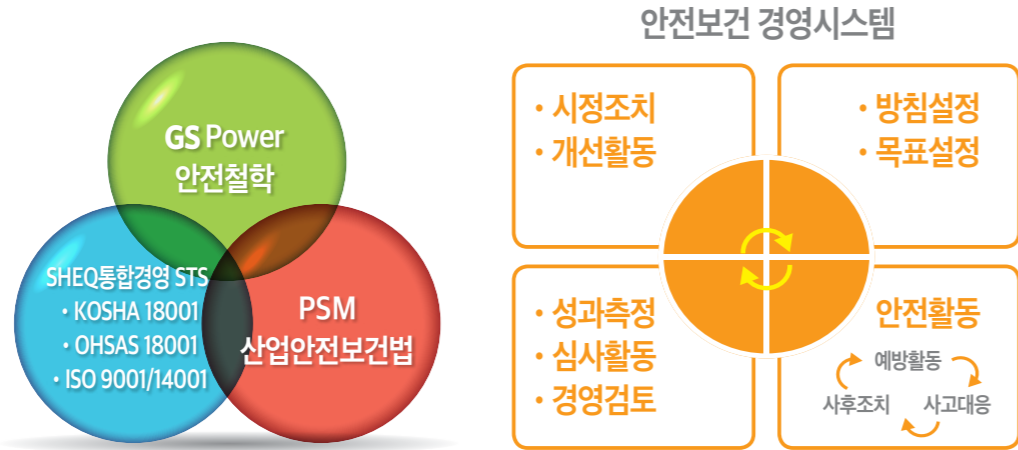 GS Power
안전철학
SHEQ통합경영 STS
• KOSHA 18001
• OHSAS 18001
• ISO 9001/14001
PSM
산업안전보건법
안전보건 경영시스템
• 시정조치
• 개선활동
• 방침설정
• 목표설정
• 성과측정
• 심사활동
• 경영검토
안전활동
예방활동
사후조치
사고대응